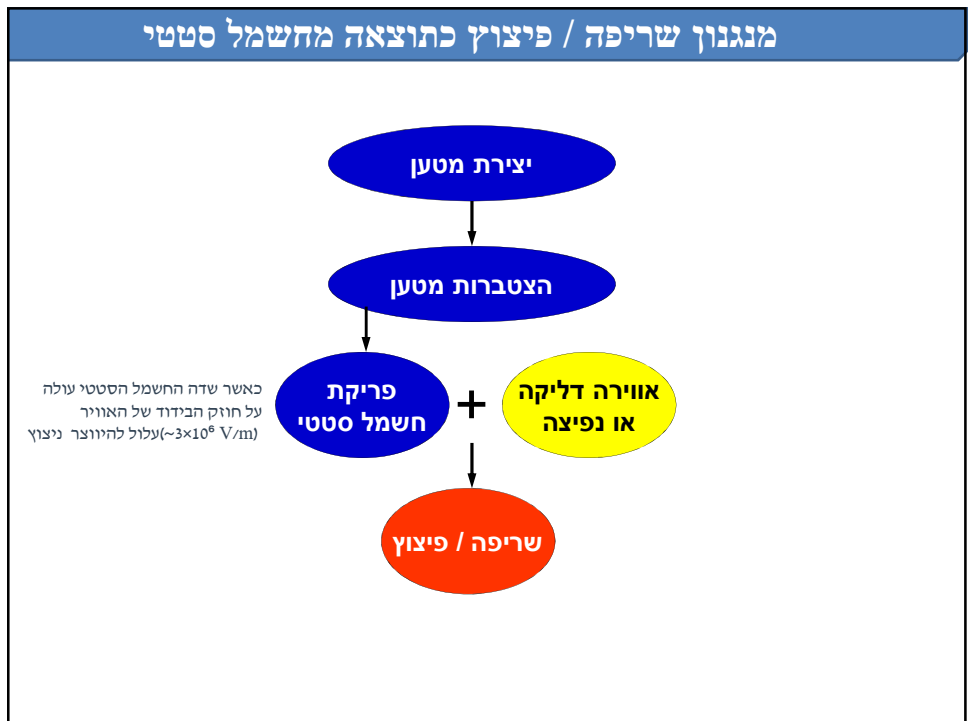 מנגנון שריפה / פיצוץ כתוצאה מחשמל סטטי
יצירת מטען
הצטברות מטען
פריקת
חשמל סטטי
+
אווירה דליקה
או נפיצה
כאשר שדה החשמל הסטטי עולה
על חוזק הבידוד של האוויר
(~3×10⁶ V/m)עלול להיווצר ניצוץ
שריפה / פיצוץ